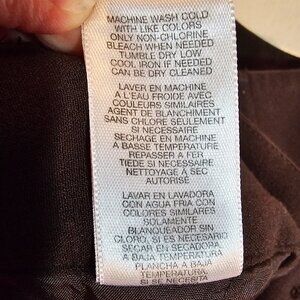 MACHINE WASH COLD
WITH LIKE COLORS
ONLY NON-CHLORINE
BLEACH WHEN NEEDED
TUMBLE DRY LOW
COOL IRON IF NEEDED
CAN BE DRY CLEANED
LAVER EN MACHINE
A L'EAU FROIDE AVEC
COULEURS SIMILAIRES
AGENT DE BLANCHIMENT
SANS CHLORE SEULEMENT
SI NECESSAIRE
SECHAGE EN MACHINE
A BASSE TEMPERATURE
REPASSER A FER
TIEDE SI NECESSAIRE
NETTOYAGE À SEC
AUTORISÉ
LAVAR EN LAVADORA
CON AGUA FRIA CON
COLORES SIMILARES
SOLAMENTE
BLANQUEADOR SIN
CLORO, SI ES NECESARIO
SECAR EN SECADORA
A BAJA TEMPERATURA
PLANCHA A BAJA
TEMPERATURA,
SI SE NECESITA